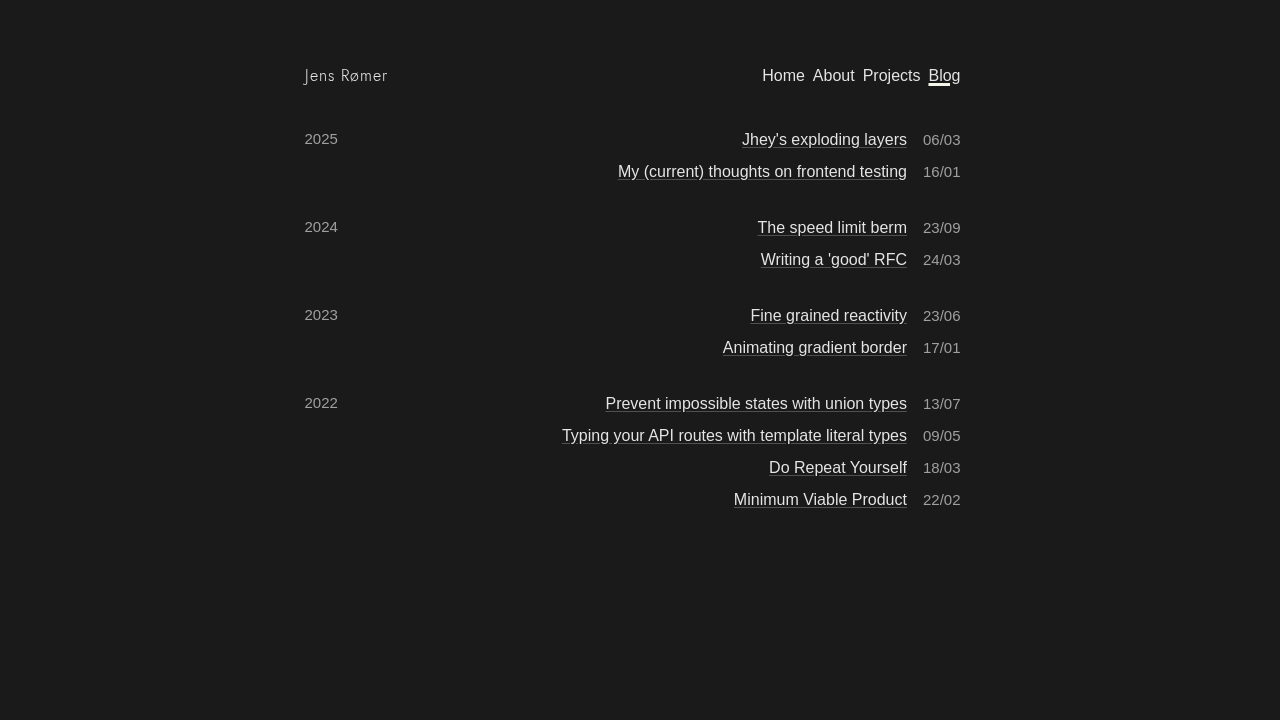 Jens Rømer
Home About Projects Blog
2025
Jhey's exploding layers 06/03
My (current) thoughts on frontend testing 16/01
2024
The speed limit berm 23/09
Writing a 'good' RFC 24/03
2023
Fine grained reactivity 23/06
Animating gradient border 17/01
2022
Prevent impossible states with union types 13/07
Typing your API routes with template literal types 09/05
Do Repeat Yourself 18/03
Minimum Viable Product 22/02